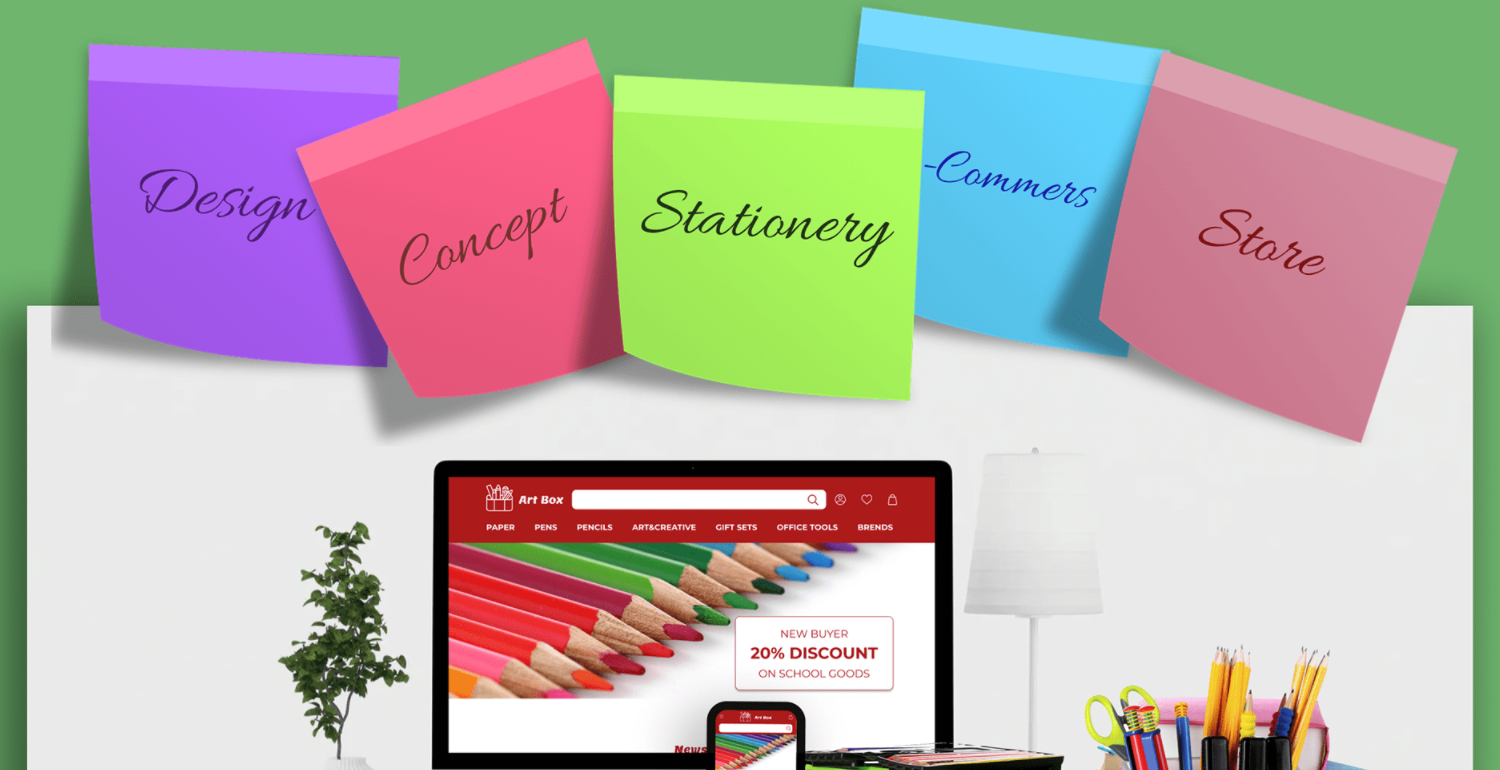 Design
Concept
Stationery
-Commers
Store
Art Box
PAPER PENS PENCILS ART&CREATIVE GIFT SETS OFFICE TOOLS BRENDS
NEW BUYER
20% DISCOUNT
ON SCHOOL GOODS
News
Art Box